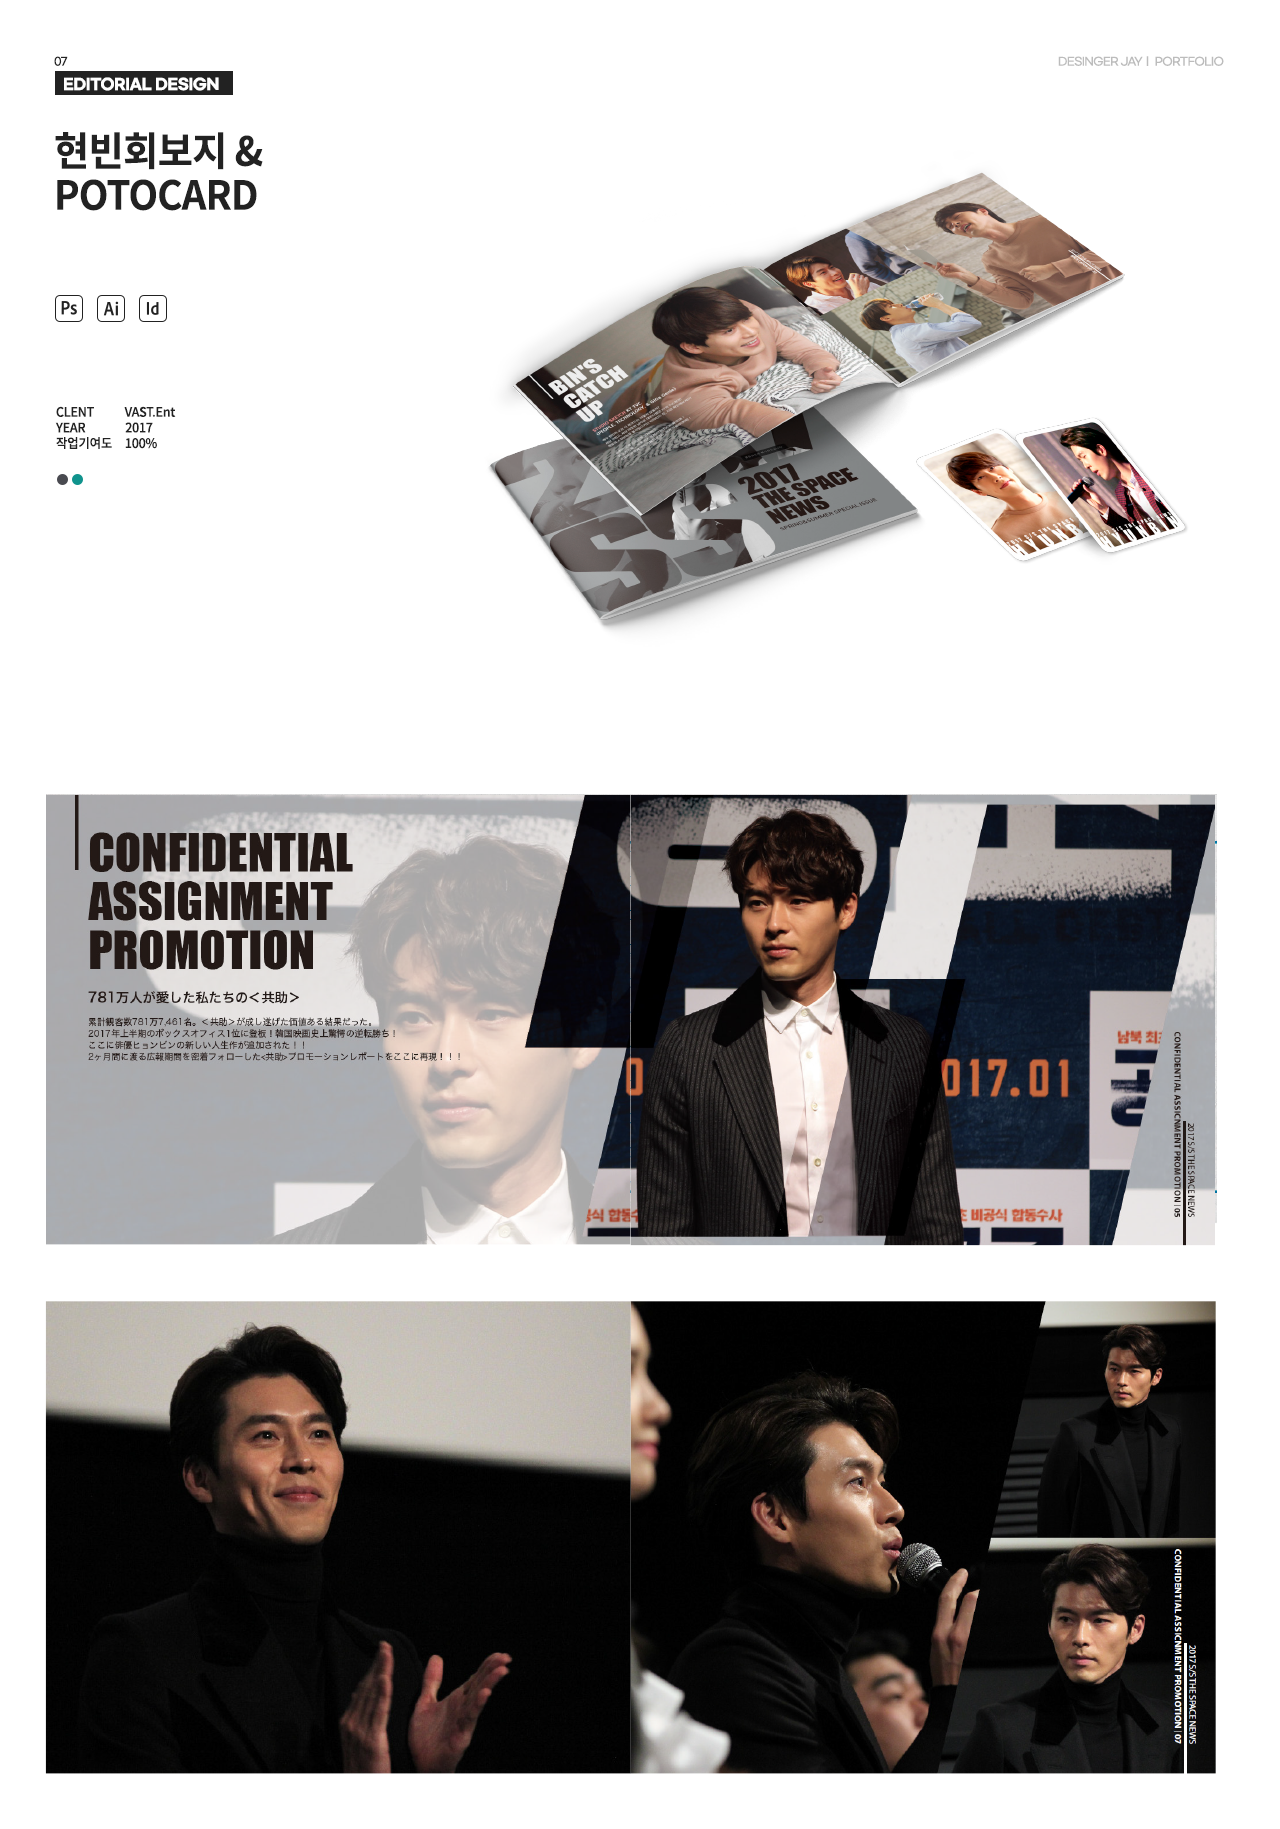 07
DESINGER JAY | PORTFOLIO
EDITORIAL DESIGN
현빈회보지 &
POTOCARD
Ps Ai Id
CLENT VAST.Ent
YEAR 2017
작업기여도 100%
BIN'S
CATCH
UP
2017
THE SPACE
NEWS
SPRING&SUMMER SPECIAL ISSUE
CONFIDENTIAL
ASSIGNMENT
PROMOTION
781万人が愛した私たちの＜共助＞
累計観客数781万7,461名。＜共助＞が成し遂げた価値ある結果だった。
2017年上半期のボックスオフィス1位に登板！韓国映画史上驚愕の逆転勝ち！
ここに俳優ヒョンビンの新しい人生作が追加された！！
2ヶ月間に渡る広報期間を密着フォローした<共助>プロモーションレポートをここに再現！！！
017.01
남북 최초
공
비공식 합동수사
CONFIDENTIAL ASSICNMENT PROMOTION | 05
2017 S/S THE SPACE NEWS
CONFIDENTIAL ASSICNMENT PROMOTION | 07
2017 S/S THE SPACE NEWS